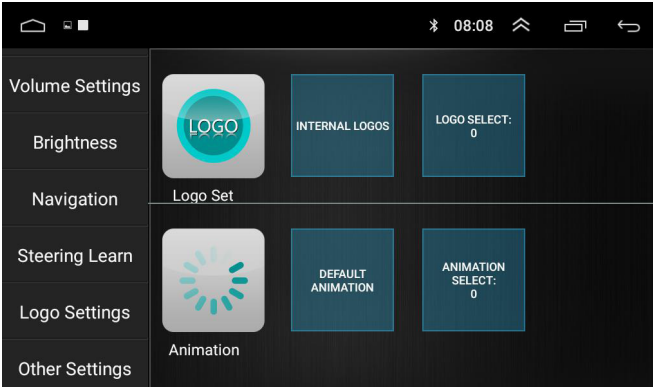 08:08
Volume Settings
Brightness
Navigation
Steering Learn
Logo Settings
Other Settings
LOGO
Logo Set
INTERNAL LOGOS
LOGO SELECT:
0
Animation
DEFAULT
ANIMATION
ANIMATION
SELECT:
0